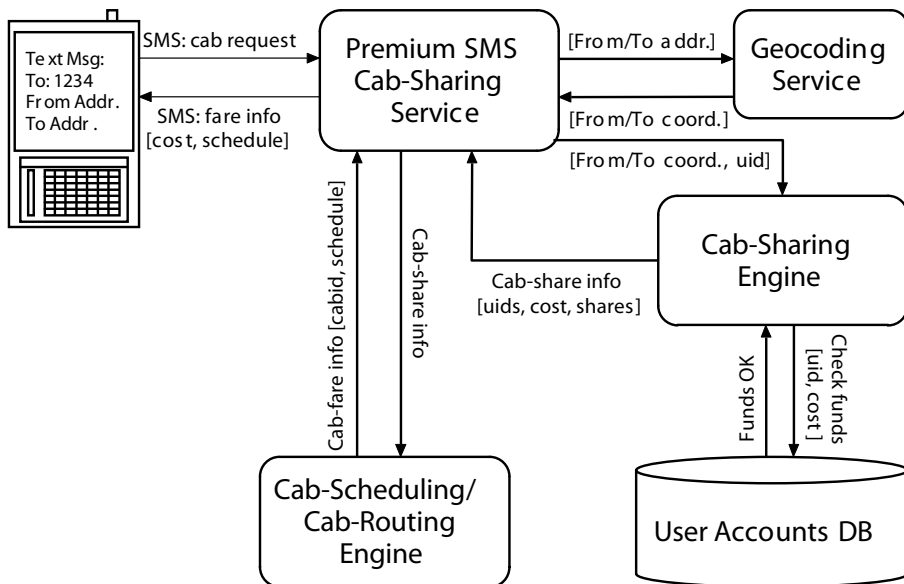 Text Msg:
To: 1234
From Addr.
To Addr.
SMS: cab request
SMS: fare info
[cost, schedule]
Premium SMS
Cab-Sharing
Service
[From/To addr.]
[From/To coord.]
Geocoding
Service
[From/To coord., uid]
Cab-Sharing
Engine
Cab-share info
[uids, cost, shares]
Cab-fare info [cabid, schedule]
Cab-share info
Funds OK
Check funds
[uid, cost]
Cab-Scheduling/
Cab-Routing
Engine
User Accounts DB